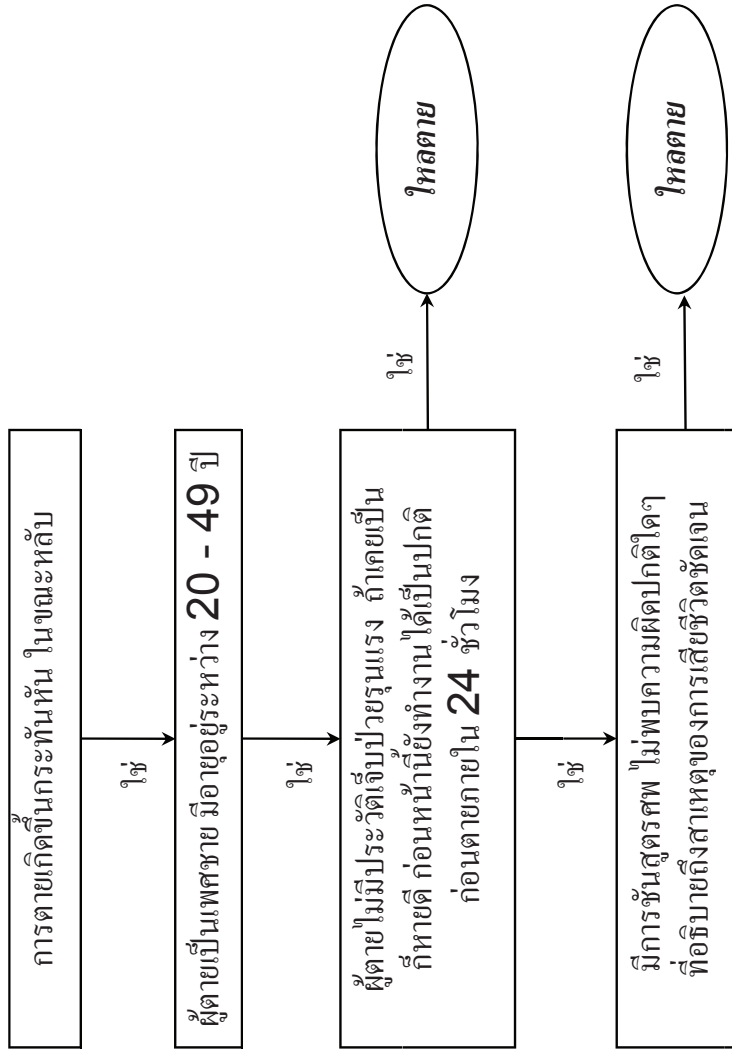 การตายเกิดขึ้นกระทันหัน ในขณะหลับ
ใช่
ผู้ตายเป็นเพศชาย มีอายุอยู่ระหว่าง 20 - 49 ปี
ใช่
ผู้ตายไม่มีประวัติเจ็บป่วยรุนแรง ถ้าเคยเป็น
ก็หายดี ก่อนหน้านี้ยังทำงานได้เป็นปกติ
ก่อนตายภายใน 24 ชั่วโมง
ใช่
ใหลตาย
ใช่
มีการชันสูตรศพ ไม่พบความผิดปกติใดๆ
ที่อธิบายถึงสาเหตุของการเสียชีวิตชัดเจน
ใช่
ใหลตาย